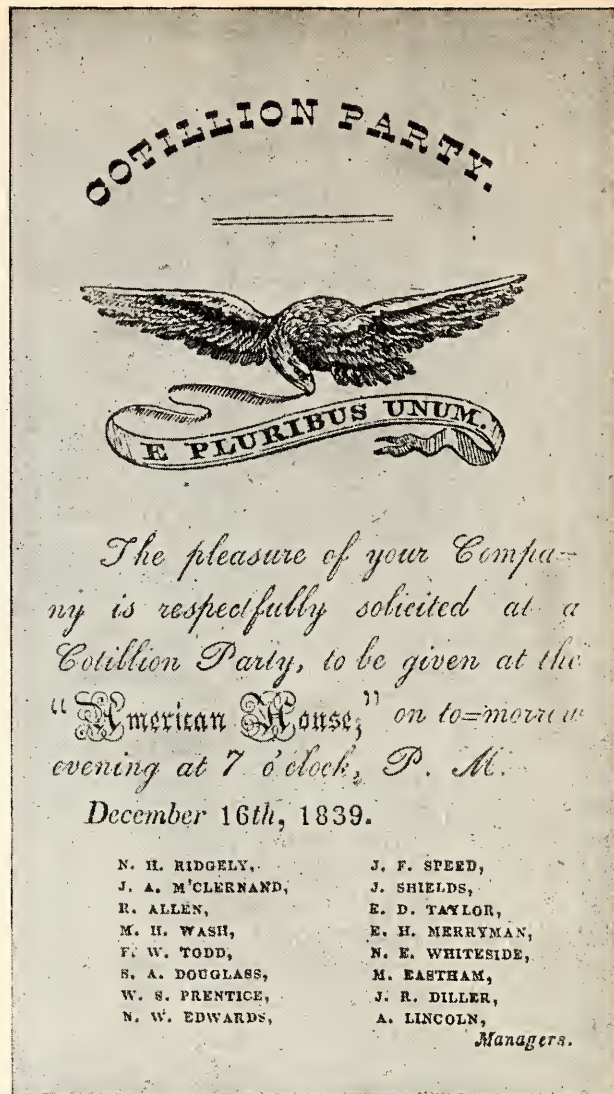 COTILLION PARTY.
E PLURIBUS UNUM.
The pleasure of your Compa=
ny is respectfully solicited at a
Cotillion Party, to be given at the
"American House," on to=morrow
evening at 7 o'clock, P. M.
December 16th, 1839.
N. H. RIDGELY,
J. A. M'CLERNAND,
R. ALLEN,
M. H. WASH,
F. W. TODD,
S. A. DOUGLASS,
W. S. PRENTICE,
N. W. EDWARDS,
J. F. SPEED,
J. SHIELDS,
E. D. TAYLOR,
E. H. MERRYMAN,
N. E. WHITESIDE,
M. EASTHAM,
J. R. DILLER,
A. LINCOLN,
Managers.